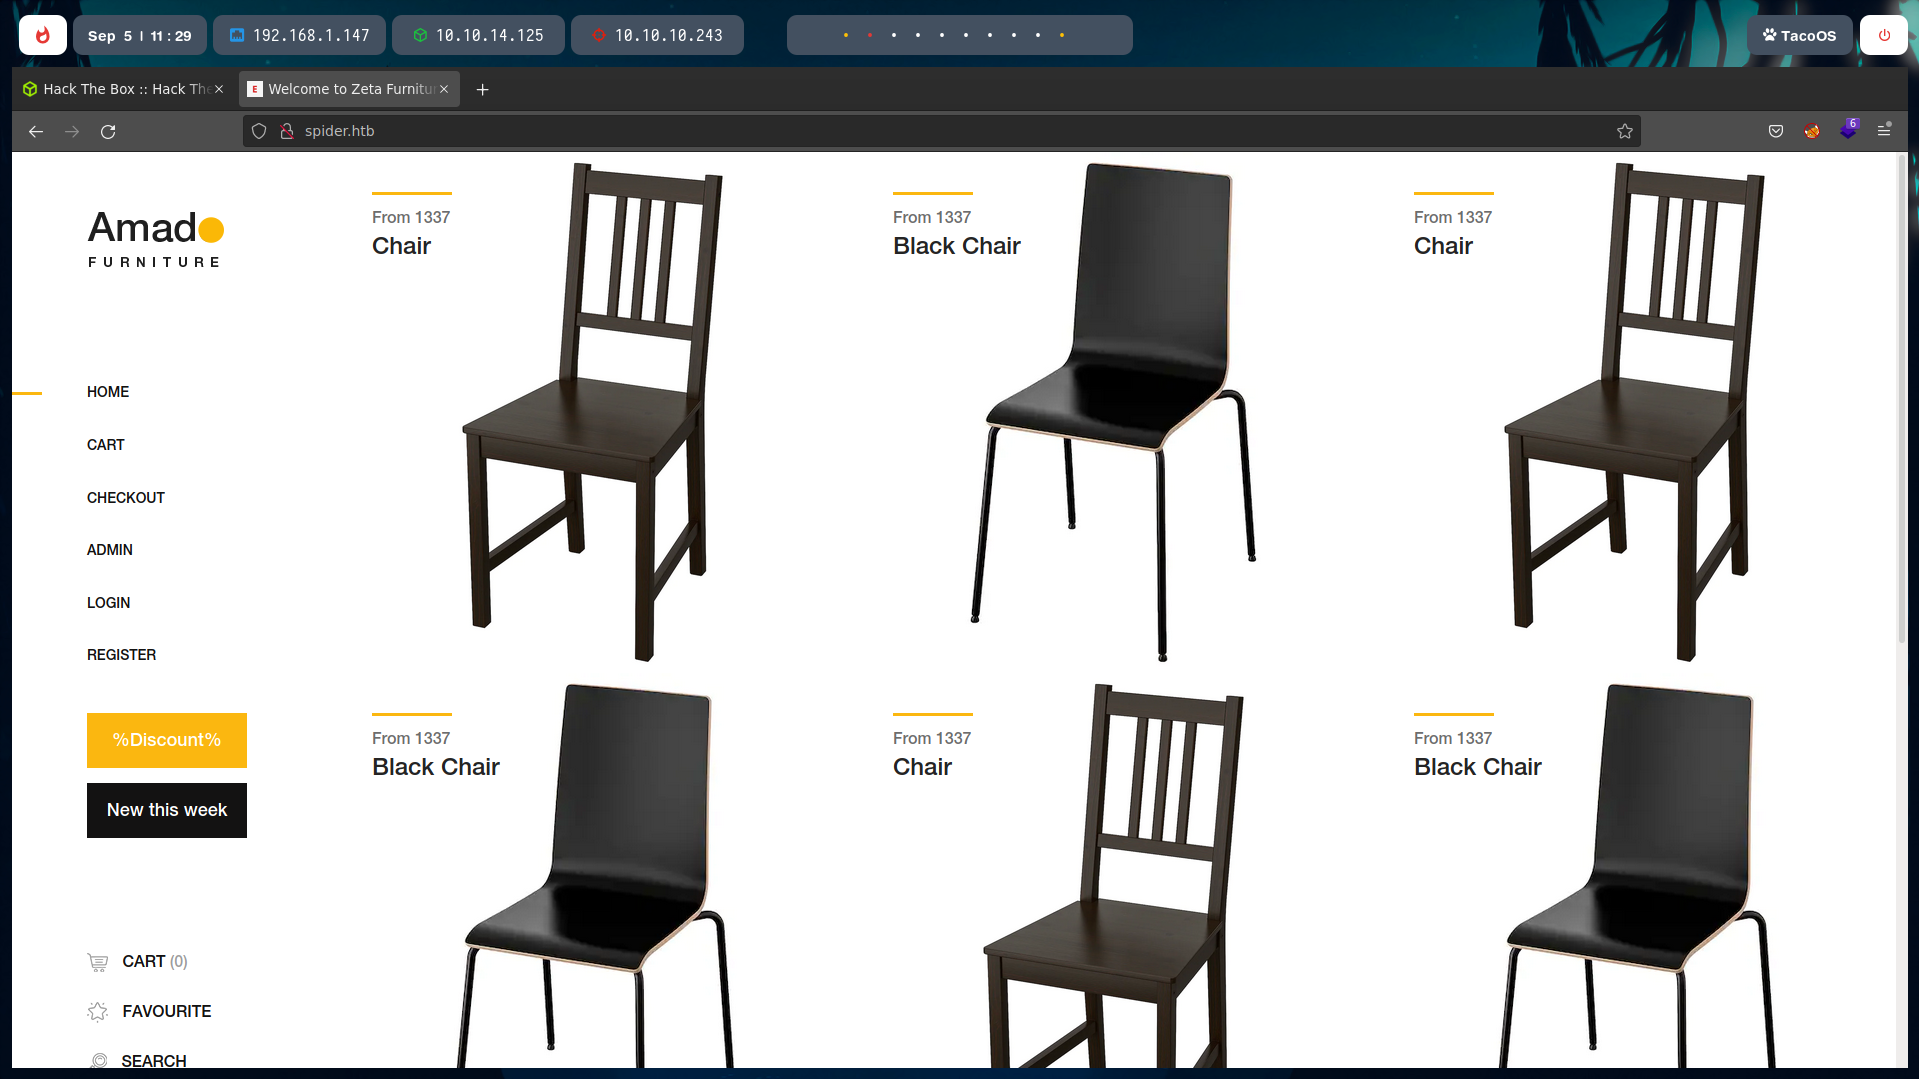 Sep 5 | 11:29
192.168.1.147
10.10.14.125
10.10.10.243
TacoOS
Hack The Box :: Hack The
Welcome to Zeta Furnitur
spider.htb
6
Amado
FURNITURE
HOME
CART
CHECKOUT
ADMIN
LOGIN
REGISTER
%Discount%
New this week
CART (0)
FAVOURITE
SEARCH
From 1337
Chair
From 1337
Black Chair
From 1337
Chair
From 1337
Black Chair
From 1337
Chair
From 1337
Black Chair